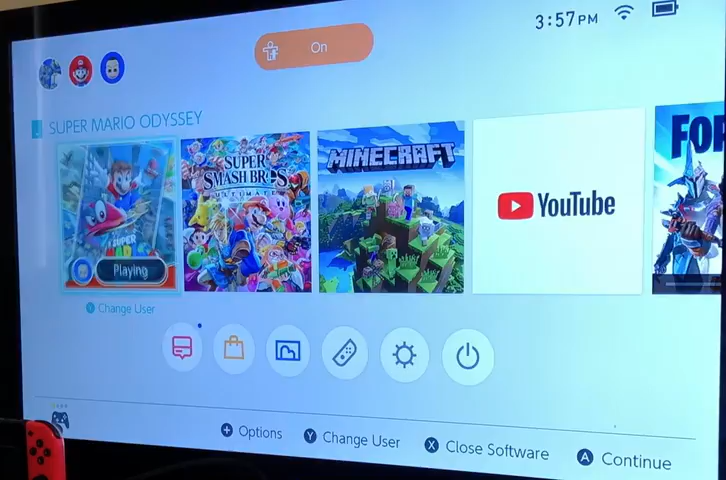 3:57PM
On
SUPER MARIO ODYSSEY
SUPER
SMASH BROS
ULTIMATE
MINECRAFT
YouTube
FOR
SUPER
Playing
Y Change User
+ Options
Y Change User
X Close Software
A Continue